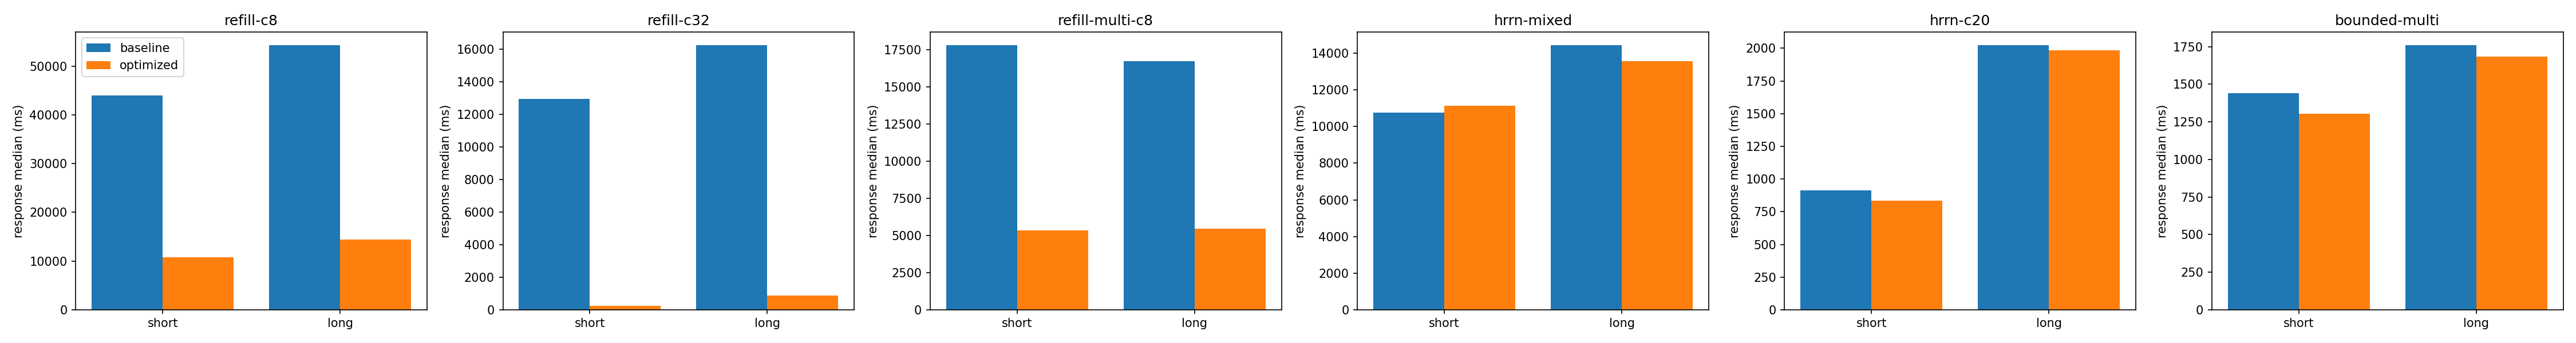 refill-c8
baseline
optimized
response median (ms)
50000
40000
30000
20000
10000
0
short long
refill-c32
response median (ms)
16000
14000
12000
10000
8000
6000
4000
2000
0
short long
refill-multi-c8
response median (ms)
17500
15000
12500
10000
7500
5000
2500
0
short long
hrrn-mixed
response median (ms)
14000
12000
10000
8000
6000
4000
2000
0
short long
hrrn-c20
response median (ms)
2000
1750
1500
1250
1000
750
500
250
0
short long
bounded-multi
response median (ms)
1750
1500
1250
1000
750
500
250
0
short long